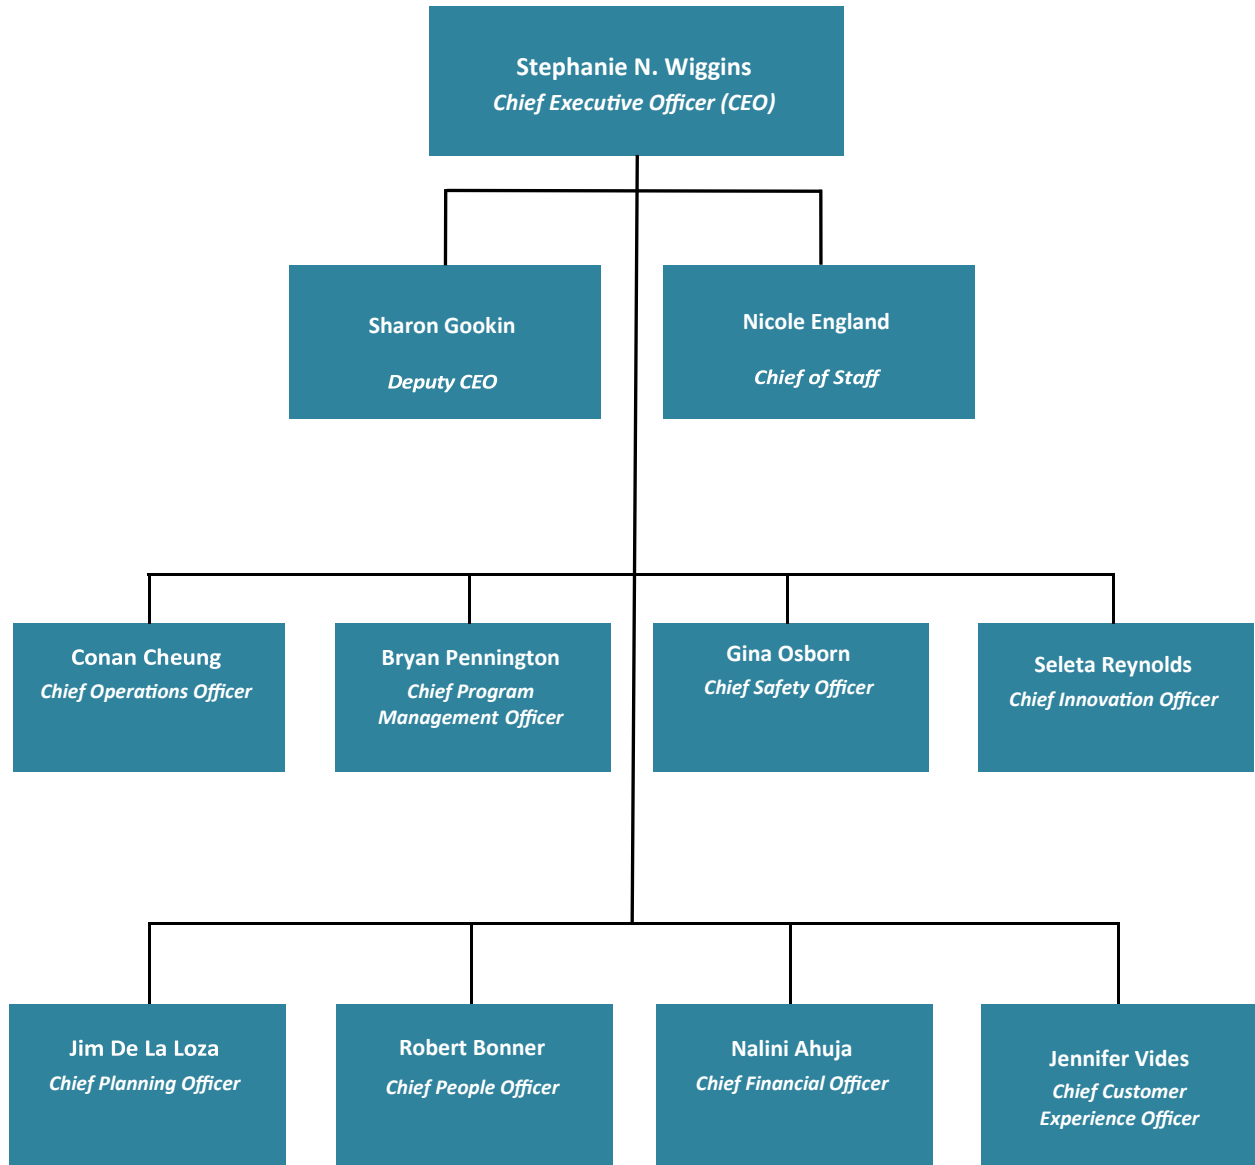 Stephanie N. Wiggins
Chief Executive Officer (CEO)
Sharon Gookin
Deputy CEO
Nicole England
Chief of Staff
Conan Cheung
Chief Operations Officer
Bryan Pennington
Chief Program
Management Officer
Gina Osborn
Chief Safety Officer
Seleta Reynolds
Chief Innovation Officer
Jim De La Loza
Chief Planning Officer
Robert Bonner
Chief People Officer
Nalini Ahuja
Chief Financial Officer
Jennifer Vides
Chief Customer
Experience Officer